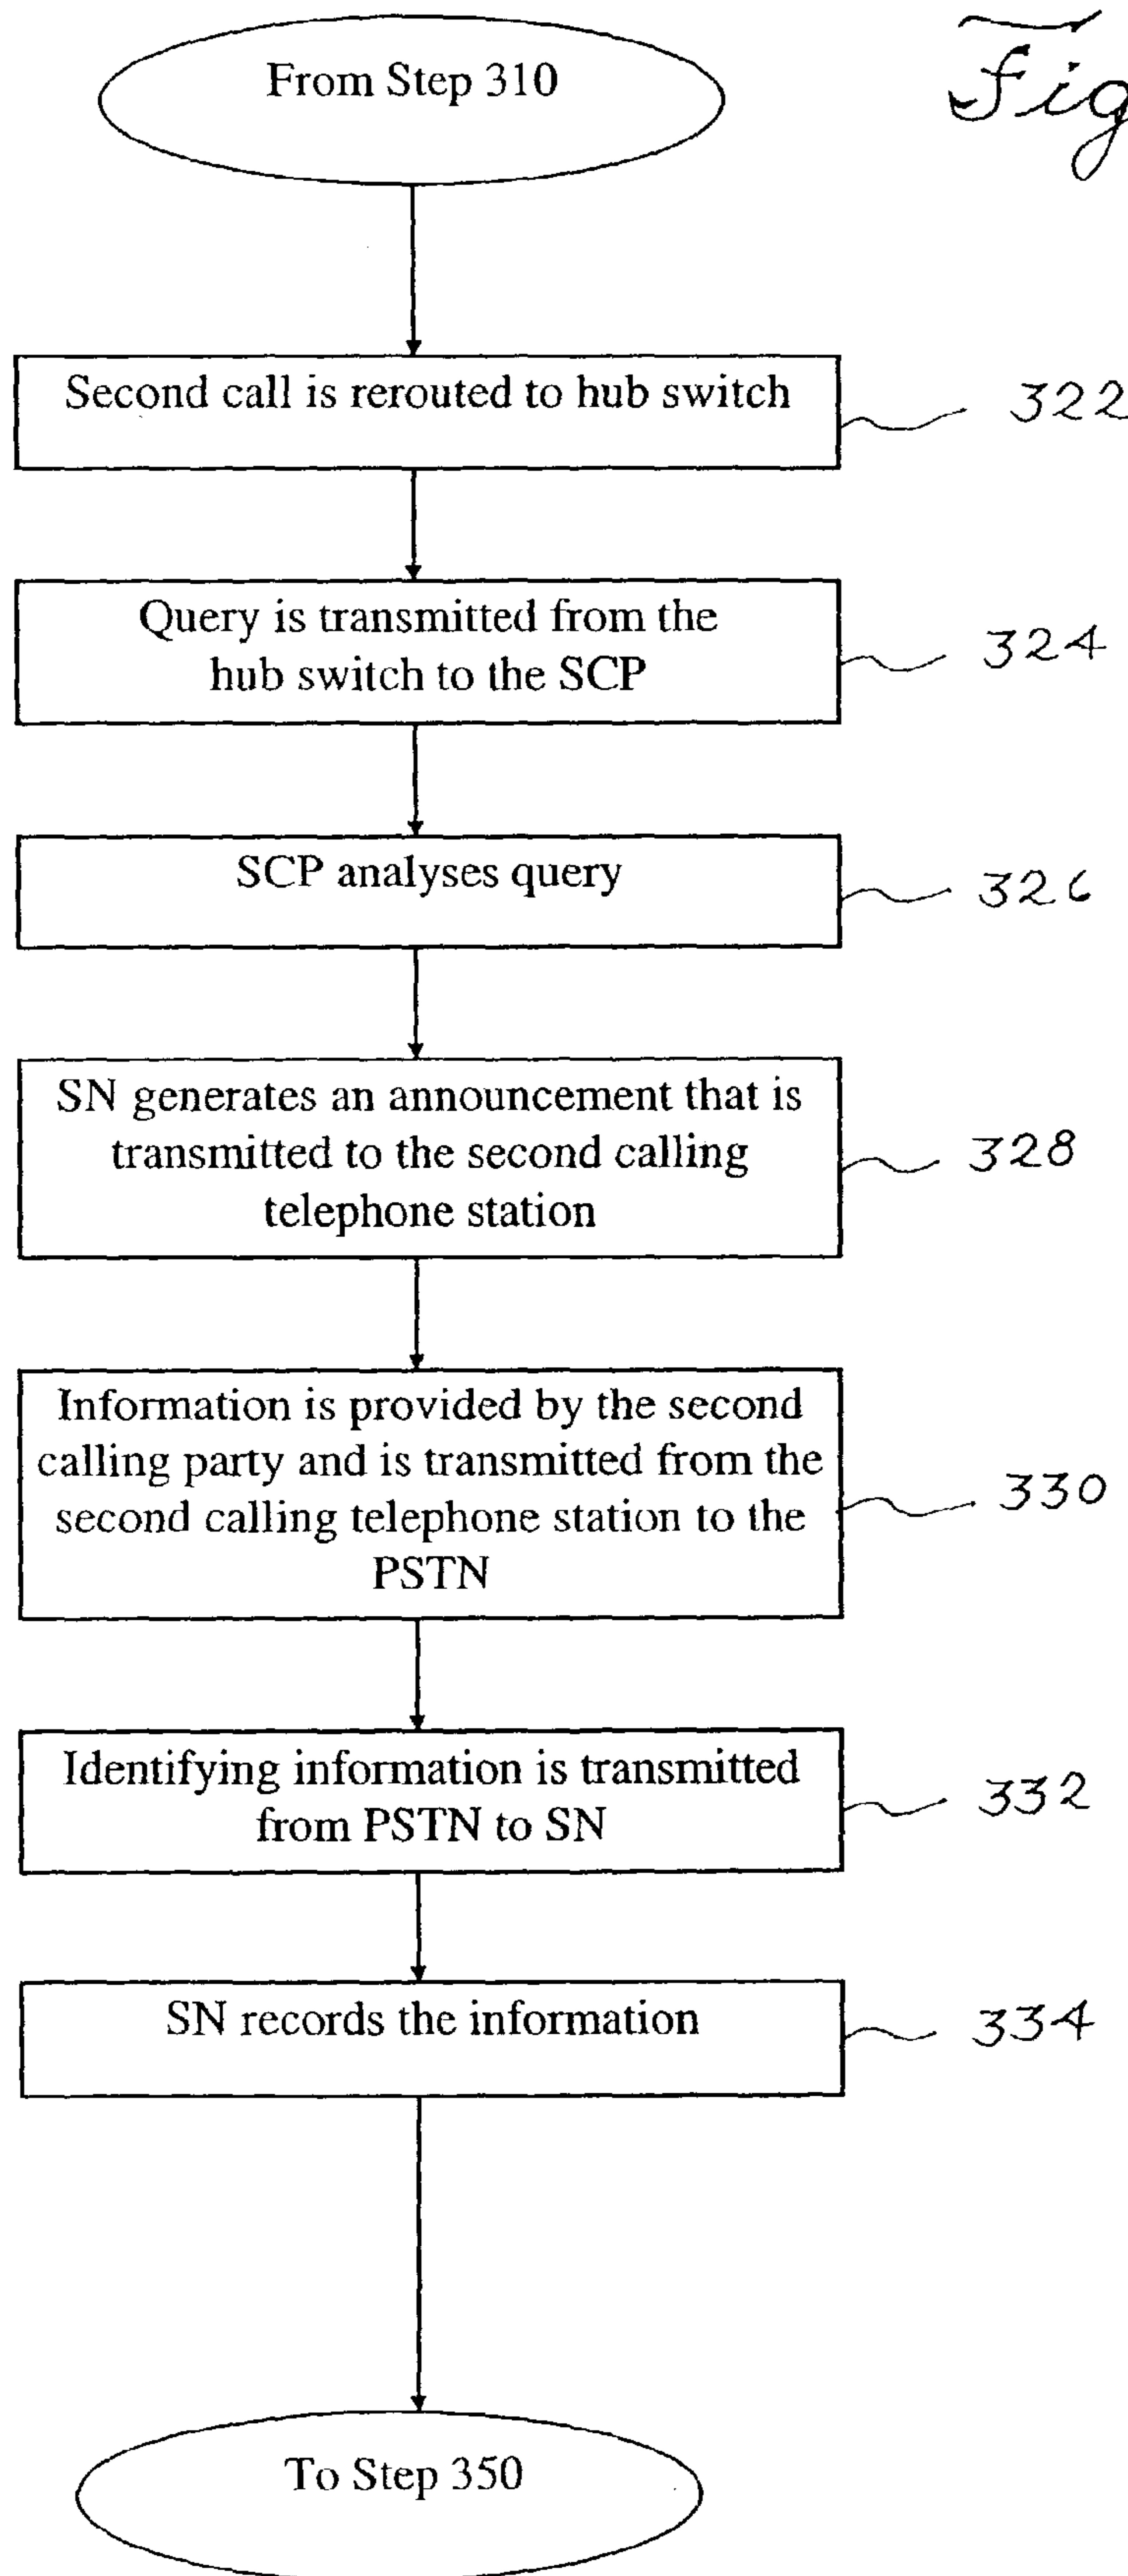 From Step 310
Fig
Second call is rerouted to hub switch
322
Query is transmitted from the
hub switch to the SCP
324
SCP analyses query
326
SN generates an announcement that is
transmitted to the second calling
telephone station
328
Information is provided by the second
calling party and is transmitted from the
second calling telephone station to the
PSTN
330
Identifying information is transmitted
from PSTN to SN
332
SN records the information
334
To Step 350